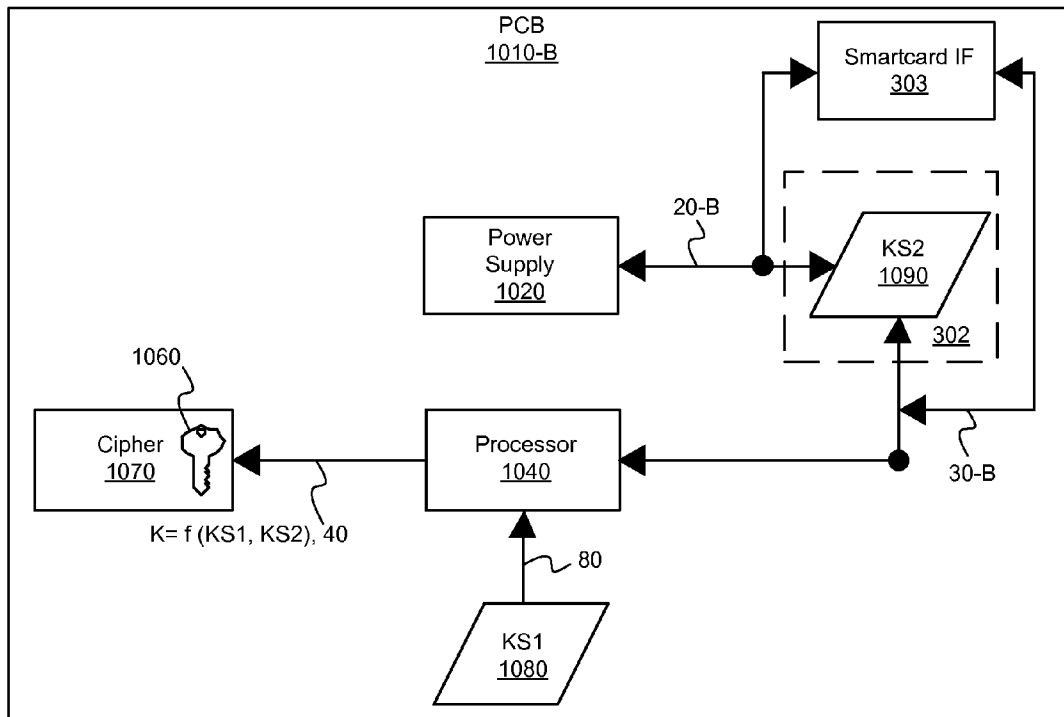 PCB
1010-B
Smartcard IF
303
20-B
Power
Supply
1020
KS2
1090
302
1060
Cipher
1070
Processor
1040
30-B
K= f (KS1, KS2), 40
80
KS1
1080